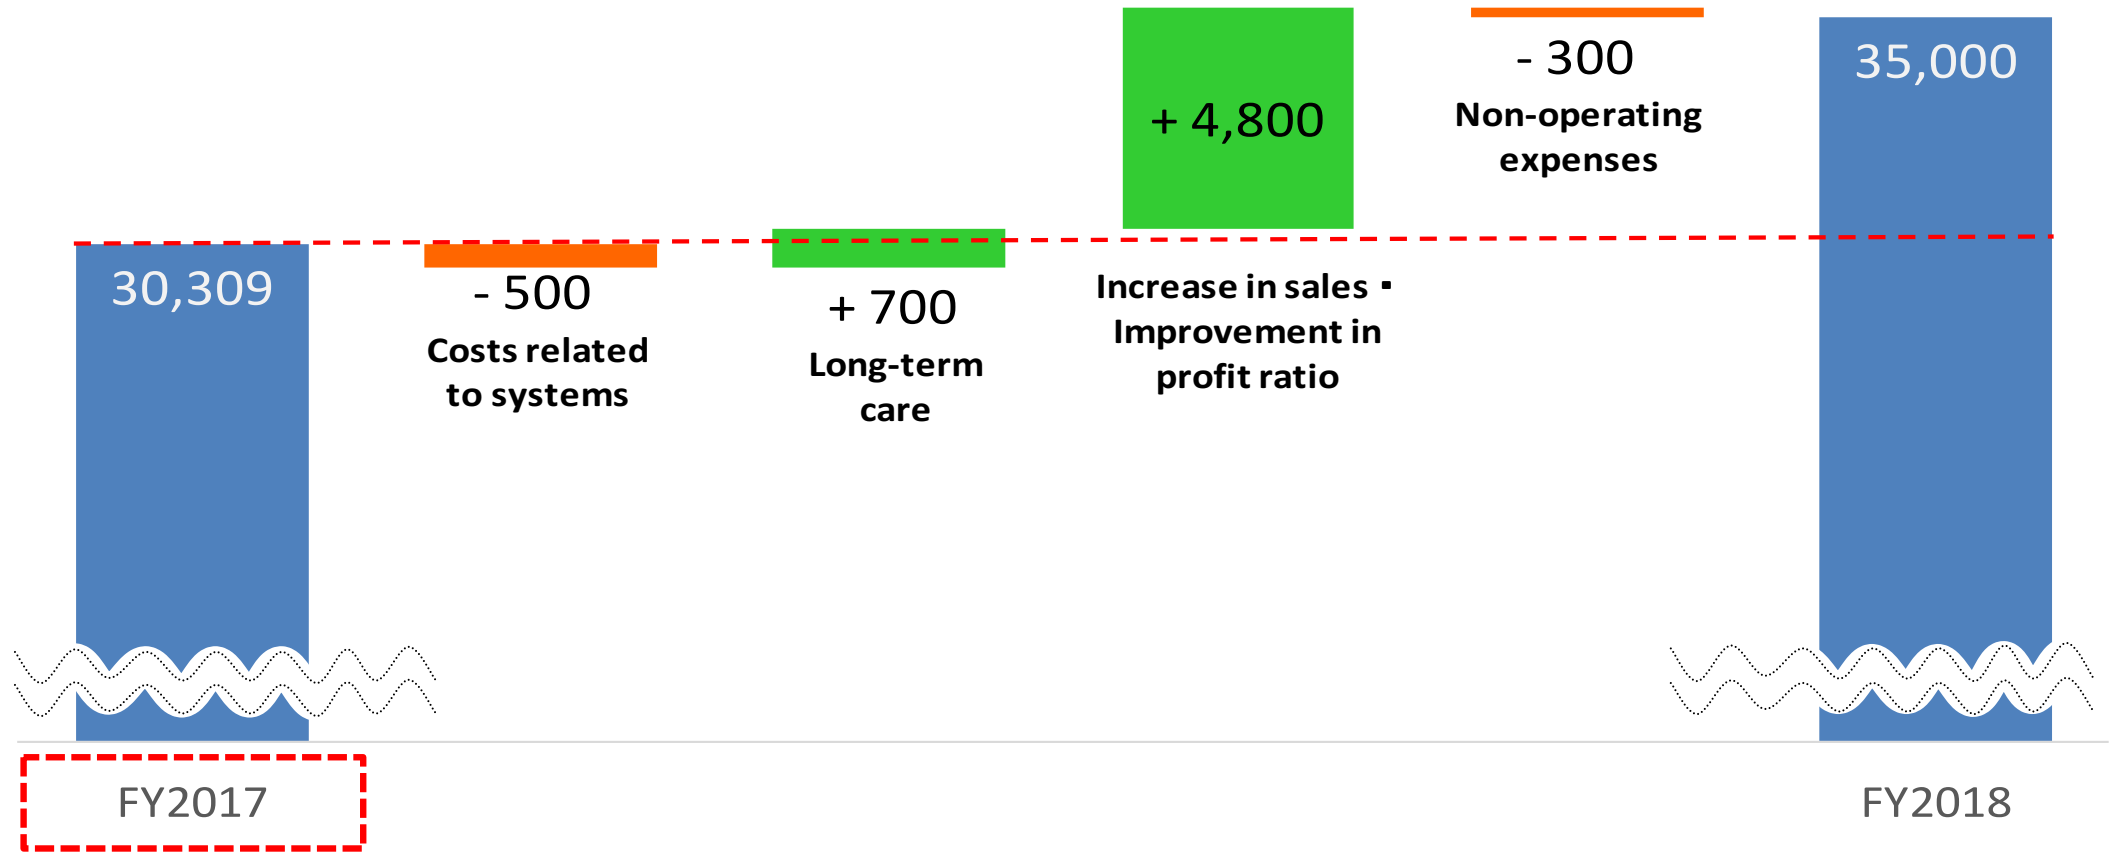 30,309
- 500
Costs related
to systems
+ 700
Long-term
care
+ 4,800
Increase in sales ▪
Improvement in
profit ratio
- 300
Non-operating
expenses
35,000
FY2017
FY2018